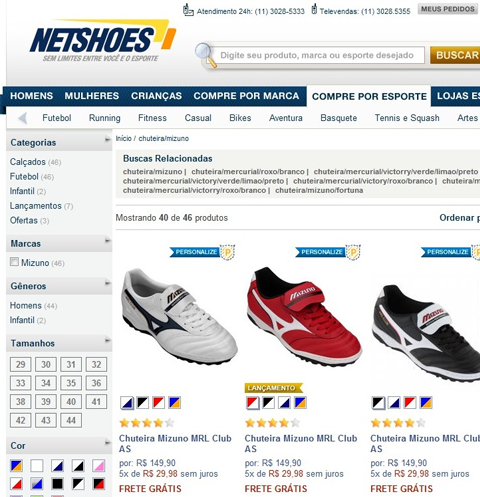 Atendimento 24h: (11) 3028-5333
Televendas: (11) 3028.5355
MEUS PEDIDOS
NETSHOES
SEM LIMITES ENTRE VOCÊ E O ESPORTE
Digite seu produto, marca ou esporte desejado
BUSCAR
HOMENS MULHERES CRIANÇAS COMPRE POR MARCA COMPRE POR ESPORTE LOJAS ES
Futebol Running Fitness Casual Bikes Aventura Basquete Tennis e Squash Artes
Categorias
Calçados (46)
Futebol (46)
Infantil (2)
Lançamentos (7)
Ofertas (3)
Marcas
Mizuno (46)
Gêneros
Homens (44)
Infantil (2)
Tamanhos
29 30 31 32
33 34 35 36
38 39 40 41
42 43 44
Cor
Início / chuteira/mizuno
Buscas Relacionadas
chuteira/mizuno | chuteira/mercurial/roxo/branco | chuteira/mercurial/victorry/verde/limao/preto
chuteira/mercurial/victory/verde/limao/preto | chuteira/mercurial/victory/roxo/branco | chuteira/m
chuteira/mercurial/victorry/roxo/branco | chuteira/mizuno/fortuna
Mostrando 40 de 46 produtos
Ordenar p
PERSONALIZE P
PERSONALIZE P
PERSONALIZE P
LANÇAMENTO
Chuteira Mizuno MRL Club
AS
por: R$ 149,90
5x de R$ 29,98 sem juros
FRETE GRÁTIS
Chuteira Mizuno MRL Club
AS
por: R$ 149,90
5x de R$ 29,98 sem juros
FRETE GRÁTIS
Chuteira Mizuno MRL Club
AS
por: R$ 149,90
5x de R$ 29,98 sem juros
FRETE GRÁTIS